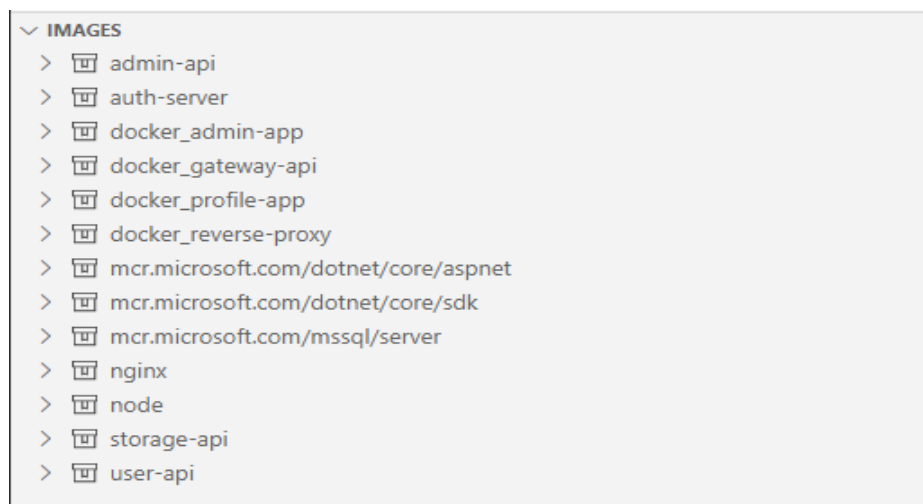 IMAGES
admin-api
auth-server
docker_admin-app
docker_gateway-api
docker_profile-app
docker_reverse-proxy
mcr.microsoft.com/dotnet/core/aspnet
mcr.microsoft.com/dotnet/core/sdk
mcr.microsoft.com/mssql/server
nginx
node
storage-api
user-api